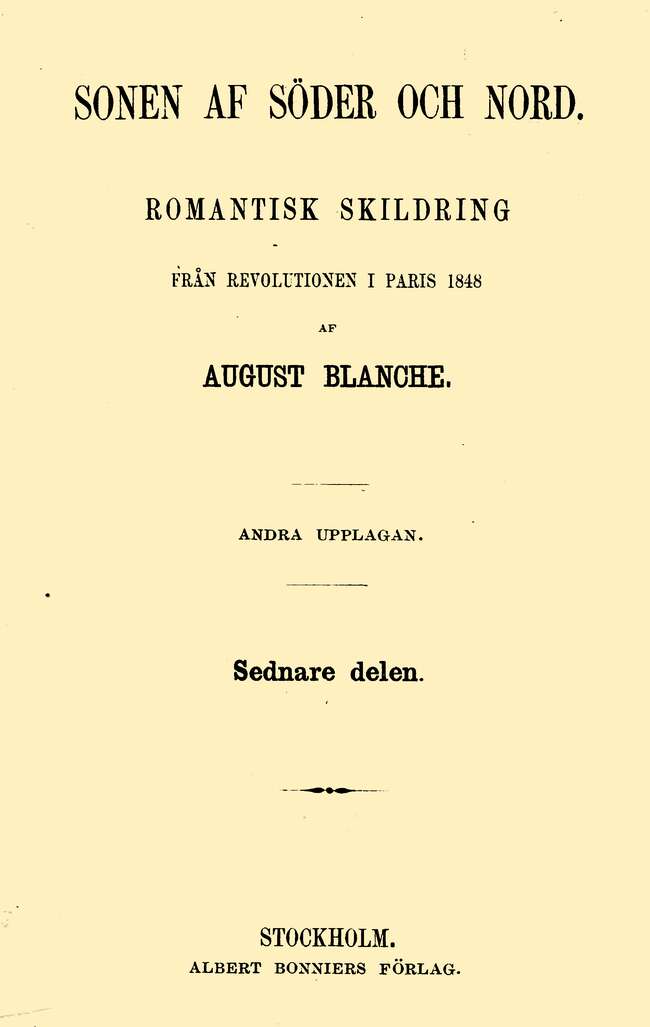 SONEN AF SÖDER OCH NORD.
ROMANTISK SKILDRING
FRÅN REVOLUTIONEN I PARIS 1848
AF
AUGUST BLANCHE.
ANDRA UPPLAGAN.
Sednare delen.
STOCKHOLM.
ALBERT BONNIERS FÖRLAG.